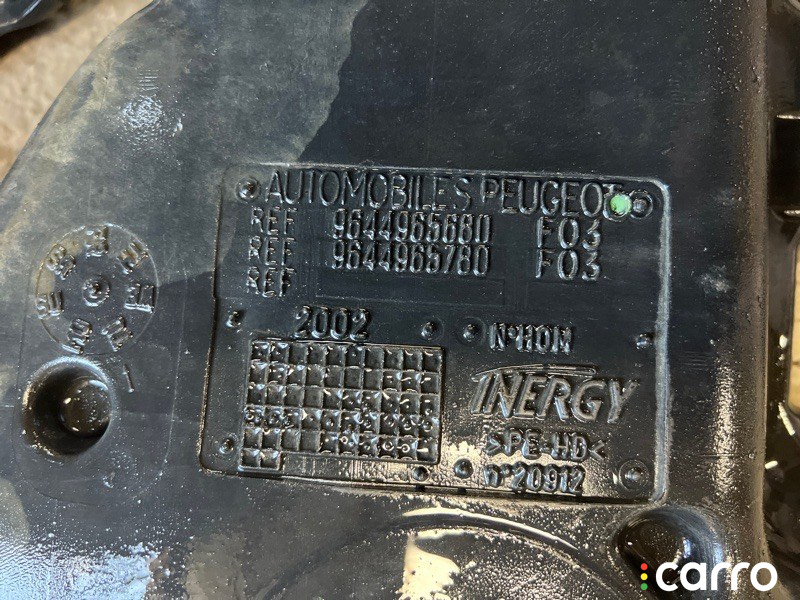 AUTOMOBILES PEUGEOT
REF 9644965680 F03
REF 9644965780 F03
REF
2002
N°HOM
INERGY
>PE-HD<
n°20912
carro